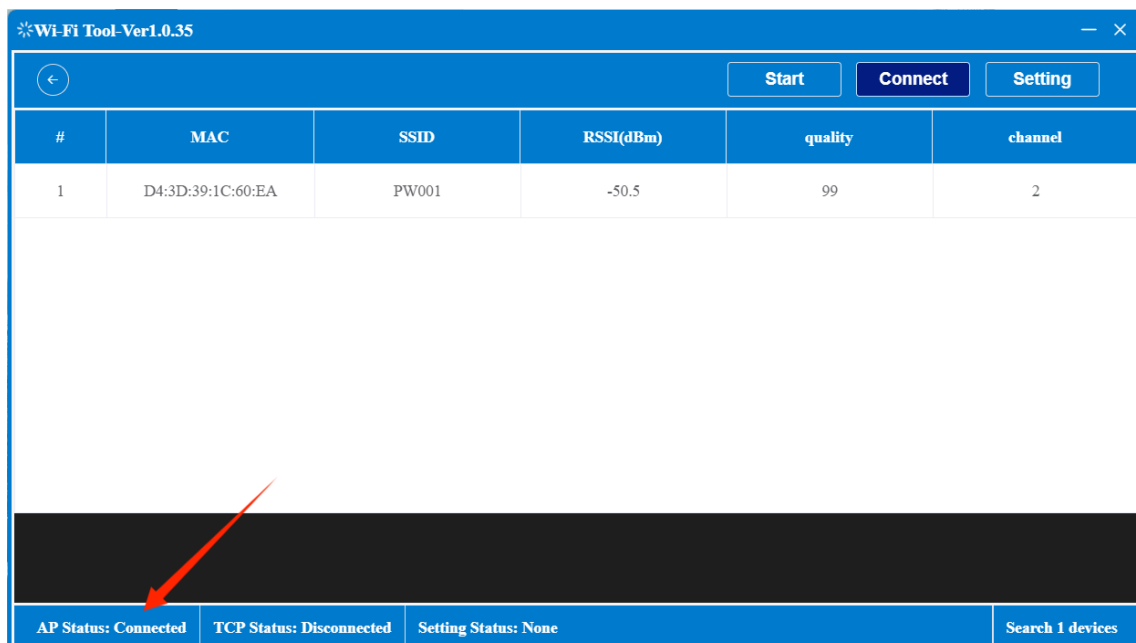 Wi-Fi Tool-Ver1.0.35
Start Connect Setting
# MAC SSID RSSI(dBm) quality channel
1 D4:3D:39:1C:60:EA PW001 -50.5 99 2
AP Status: Connected TCP Status: Disconnected Setting Status: None Search 1 devices